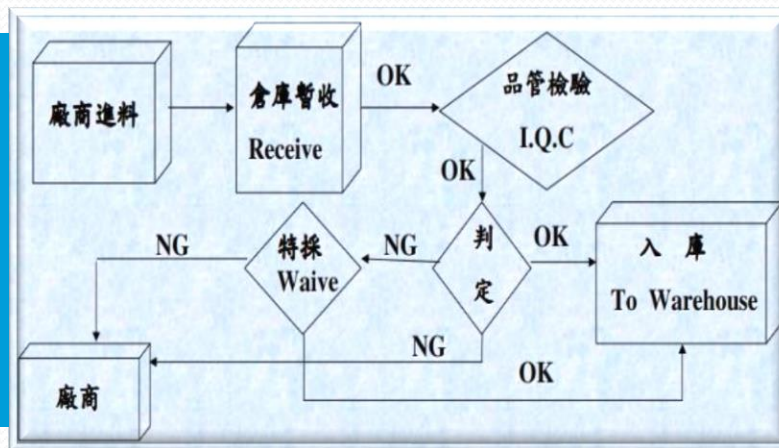 廠商進料
倉庫暫收
Receive
OK
品管檢驗
I.Q.C
OK
NG
特採
Waive
NG
判
定
OK
入 庫
To Warehouse
NG
OK
廠商